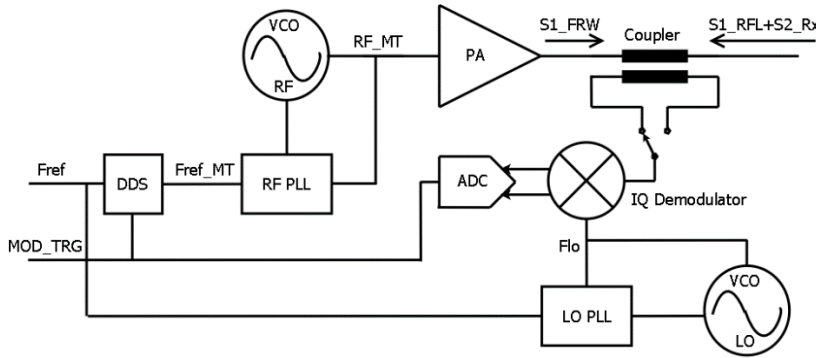 VCO
RF
RF_MT
PA
S1_FRW
Coupler
S1_RFL+S2_Rx
Fref
DDS
Fref_MT
RF PLL
ADC
IQ Demodulator
MOD_TRG
Flo
LO PLL
VCO
LO